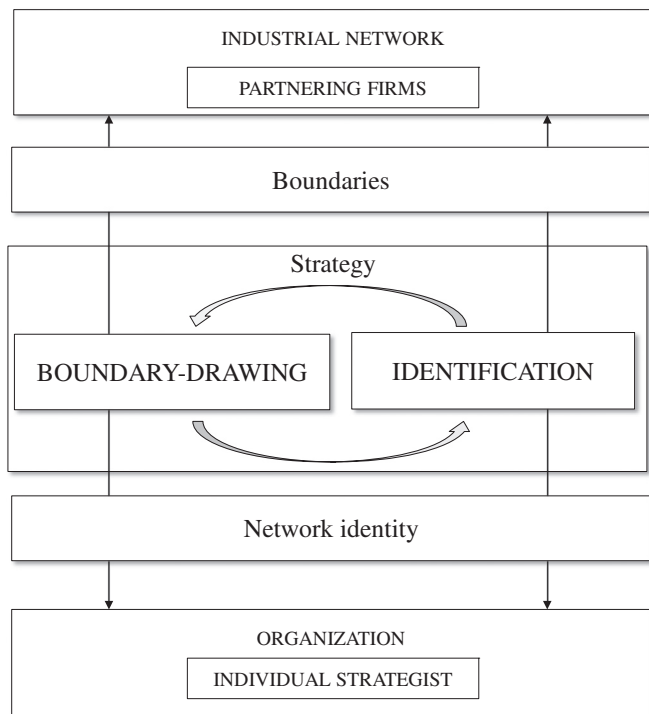 INDUSTRIAL NETWORK
PARTNERING FIRMS
Boundaries
Strategy
BOUNDARY-DRAWING
IDENTIFICATION
Network identity
ORGANIZATION
INDIVIDUAL STRATEGIST